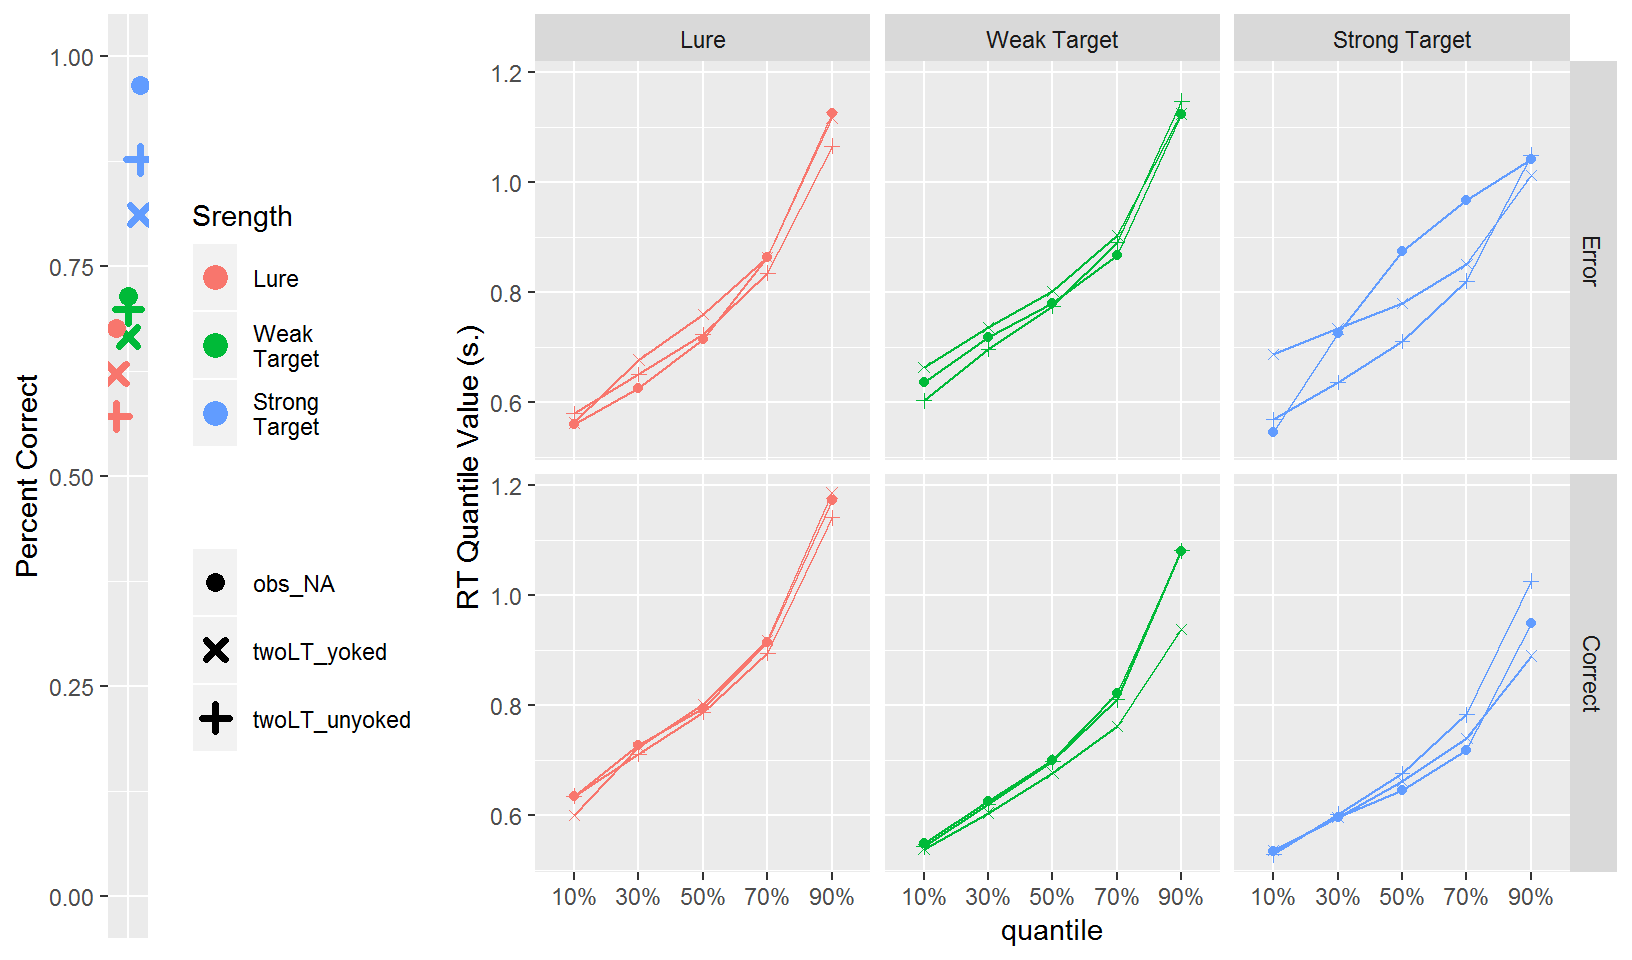 Percent Correct
1.00
0.75
0.50
0.25
0.00
Srength
Lure
Weak
Target
Strong
Target
obs_NA
twoLT_yoked
twoLT_unyoked
RT Quantile Value (s.)
Lure
Weak Target
Strong Target
1.2
1.0
0.8
0.6
Error
1.2
1.0
0.8
0.6
Correct
10% 30% 50% 70% 90%
10% 30% 50% 70% 90%
10% 30% 50% 70% 90%
quantile